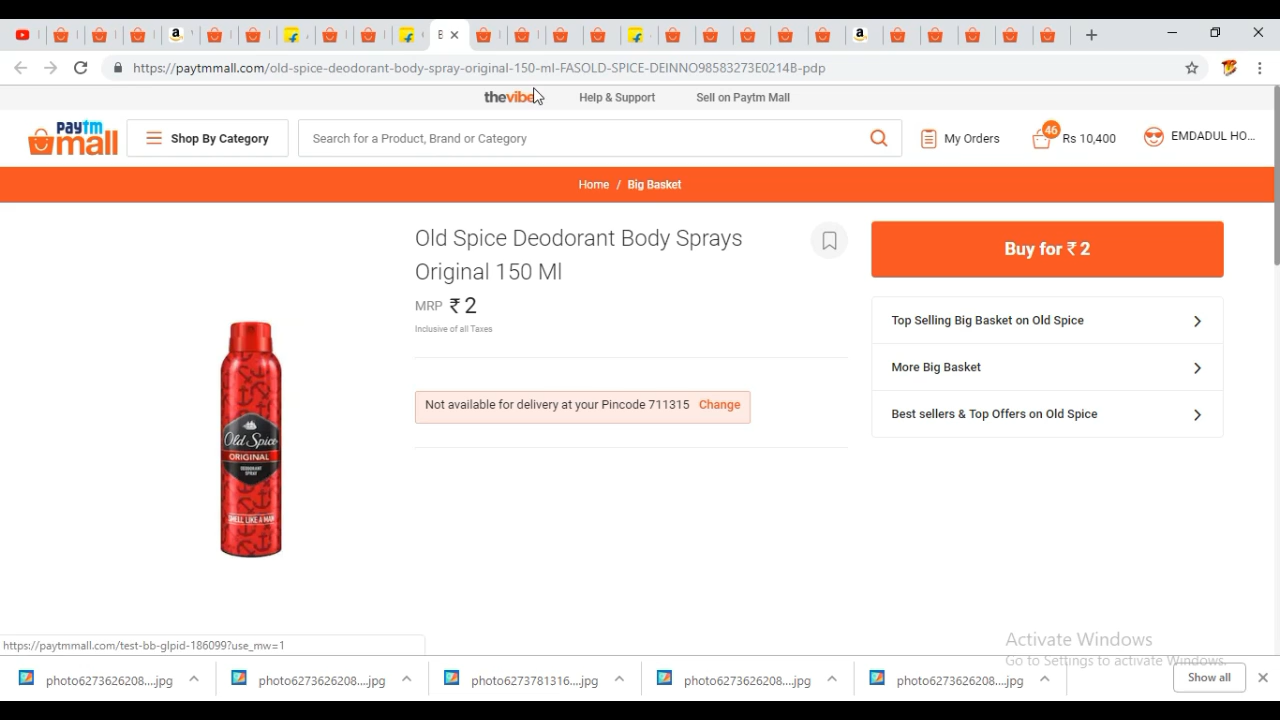 https://paytmmall.com/old-spice-deodorant-body-spray-original-150-ml-FASOLD-SPICE-DEINNO98583273E0214B-pdp
thevibe
Help & Support
Sell on Paytm Mall
paytm
mall
Shop By Category
Search for a Product, Brand or Category
My Orders
46
Rs 10,400
EMDADUL HO...
Home / Big Basket
Old Spice Deodorant Body Sprays
Original 150 Ml
MRP ₹ 2
Inclusive of all Taxes
Buy for ₹ 2
Top Selling Big Basket on Old Spice
More Big Basket
Best sellers & Top Offers on Old Spice
Not available for delivery at your Pincode 711315 Change
Old Spice
ORIGINAL
DEODORANT
SPRAY
SMELL LIKE A MAN
https://paytmmall.com/test-bb-glpid-186099?use_mw=1
Activate Windows
Go to Settings to activate Windows.
photo6273626208....jpg
photo6273626208....jpg
photo6273781316....jpg
photo6273626208....jpg
photo6273626208....jpg
Show all